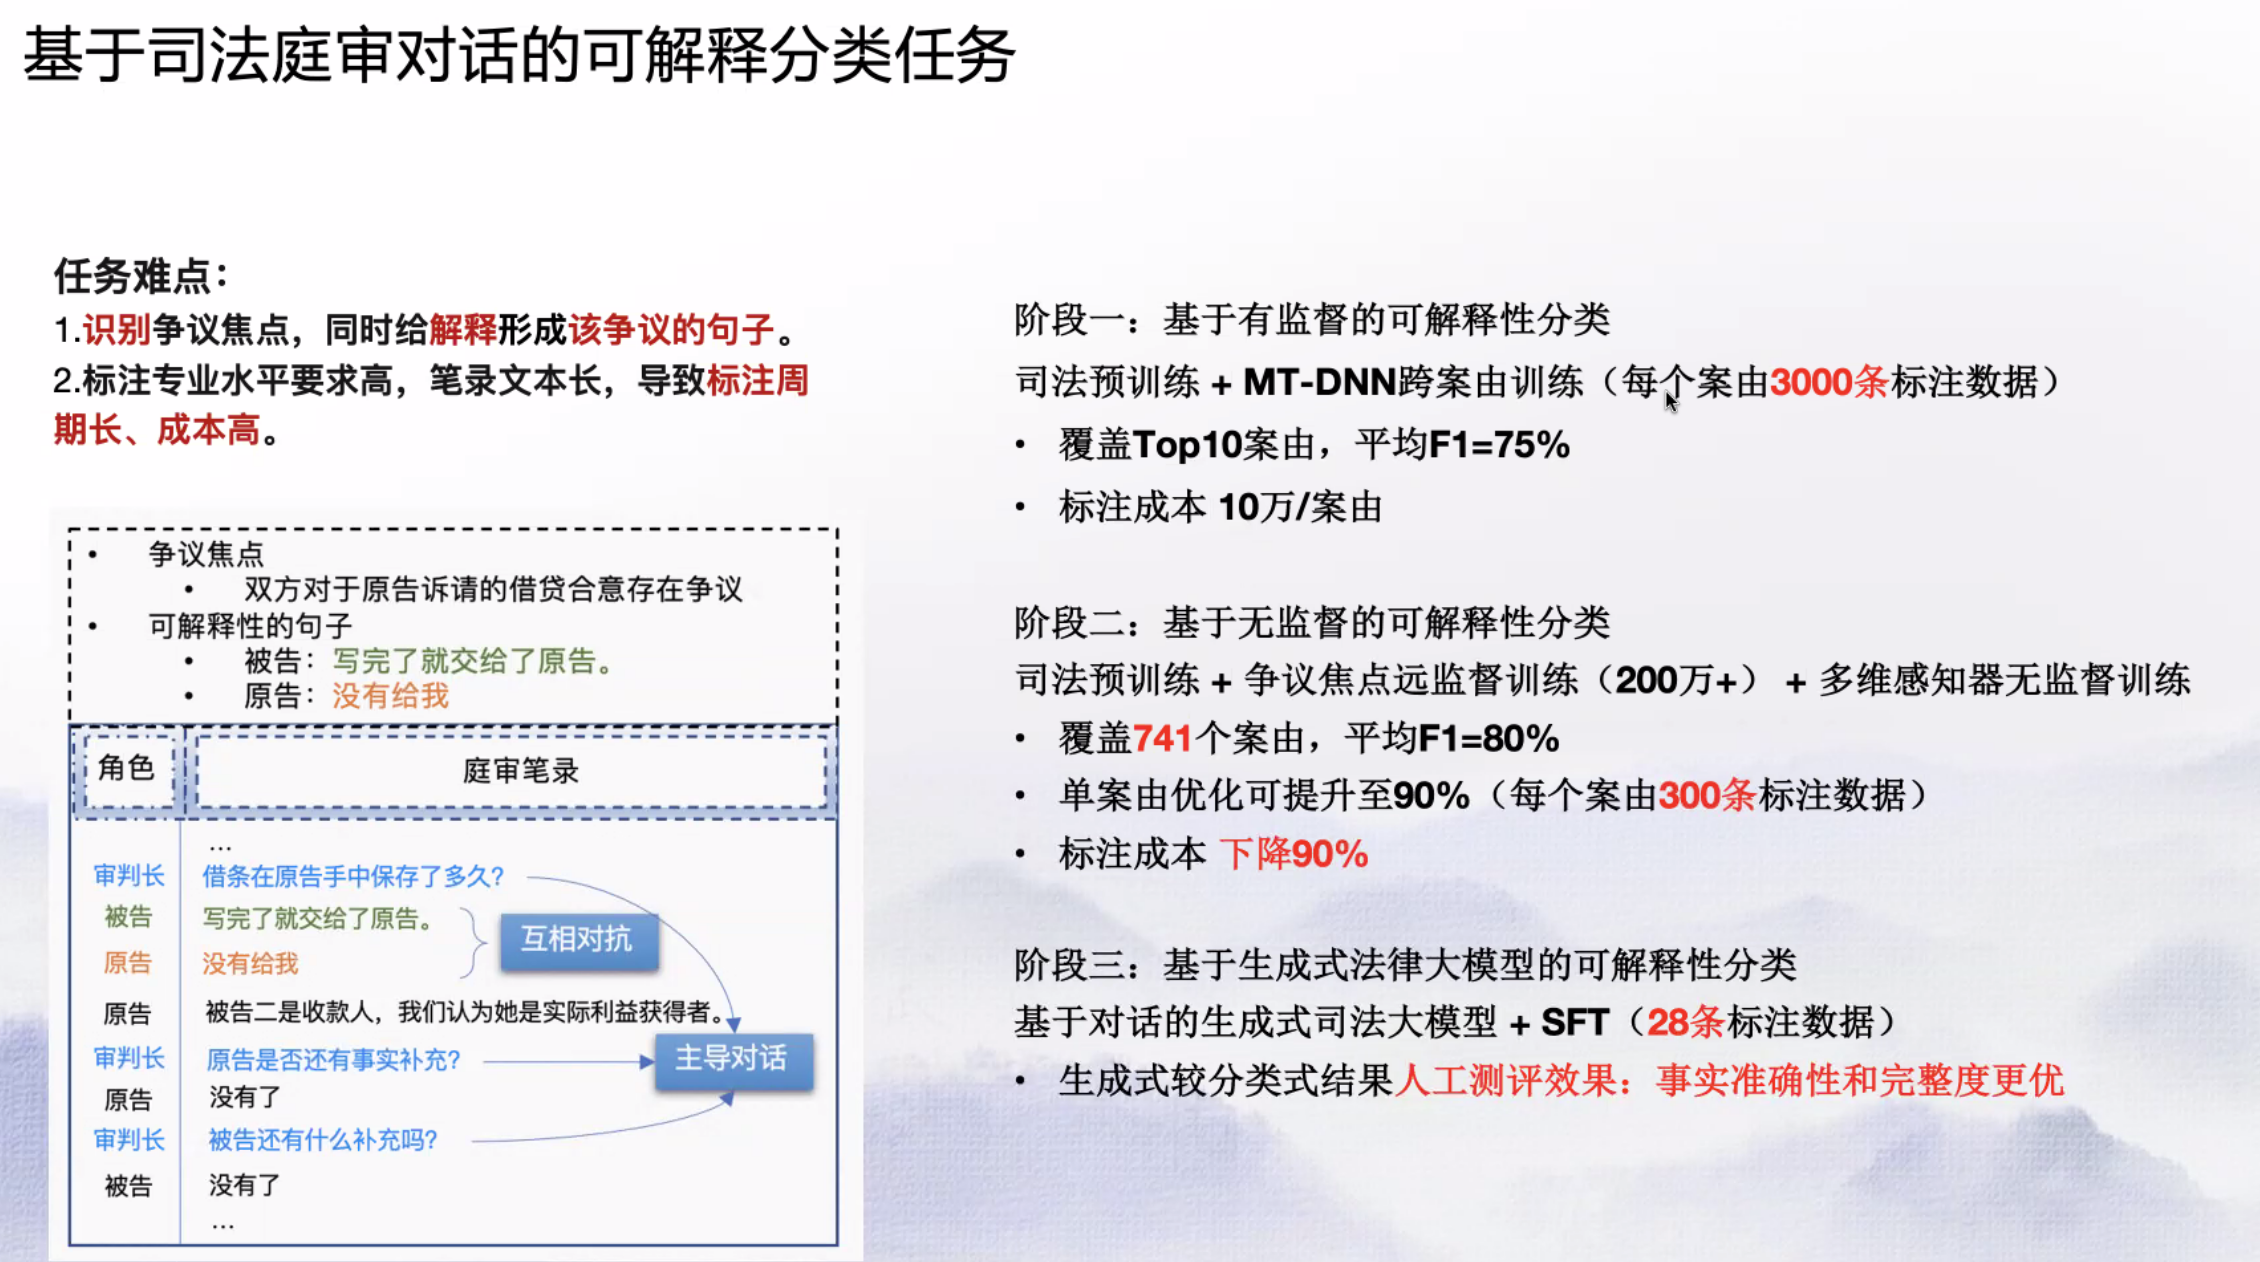 基于司法庭审对话的可解释分类任务
任务难点：
1.识别争议焦点，同时给解释形成该争议的句子。
2.标注专业水平要求高，笔录文本长，导致标注周
期长、成本高。
• 争议焦点
• 双方对于原告诉请的借贷合意存在争议
• 可解释性的句子
• 被告：写完了就交给了原告。
• 原告：没有给我
角色 庭审笔录
...
审判长 借条在原告手中保存了多久?
被告 写完了就交给了原告。
互相对抗
原告 没有给我
原告 被告二是收款人，我们认为她是实际利益获得者。
审判长 原告是否还有事实补充?
主导对话
原告 没有了
审判长 被告还有什么补充吗?
被告 没有了
...
阶段一：基于有监督的可解释性分类
司法预训练 + MT-DNN跨案由训练（每个案由3000条标注数据）
• 覆盖Top10案由，平均F1=75%
• 标注成本 10万/案由
阶段二：基于无监督的可解释性分类
司法预训练 + 争议焦点远监督训练（200万+） + 多维感知器无监督训练
• 覆盖741个案由，平均F1=80%
• 单案由优化可提升至90%（每个案由300条标注数据）
• 标注成本 下降90%
阶段三：基于生成式法律大模型的可解释性分类
基于对话的生成式司法大模型 + SFT（28条标注数据）
• 生成式较分类式结果人工测评效果：事实准确性和完整度更优